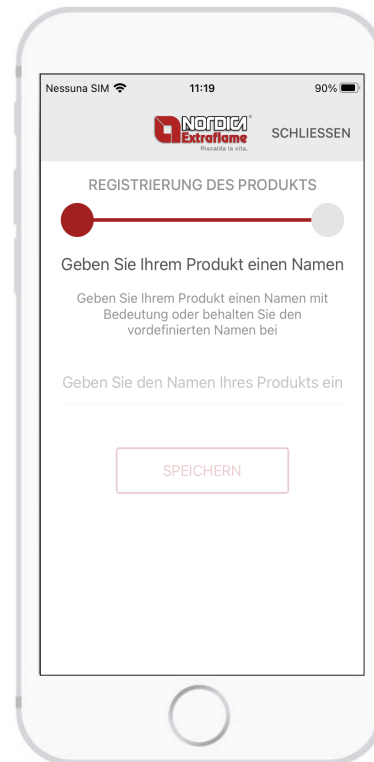 Nessuna SIM 11:19 90%
NORDICA
Extraflame
Riscalda la vita.
SCHLIESSEN
REGISTRIERUNG DES PRODUKTS
Geben Sie Ihrem Produkt einen Namen
Geben Sie Ihrem Produkt einen Namen mit
Bedeutung oder behalten Sie den
vordefinierten Namen bei
Geben Sie den Namen Ihres Produkts ein
SPEICHERN